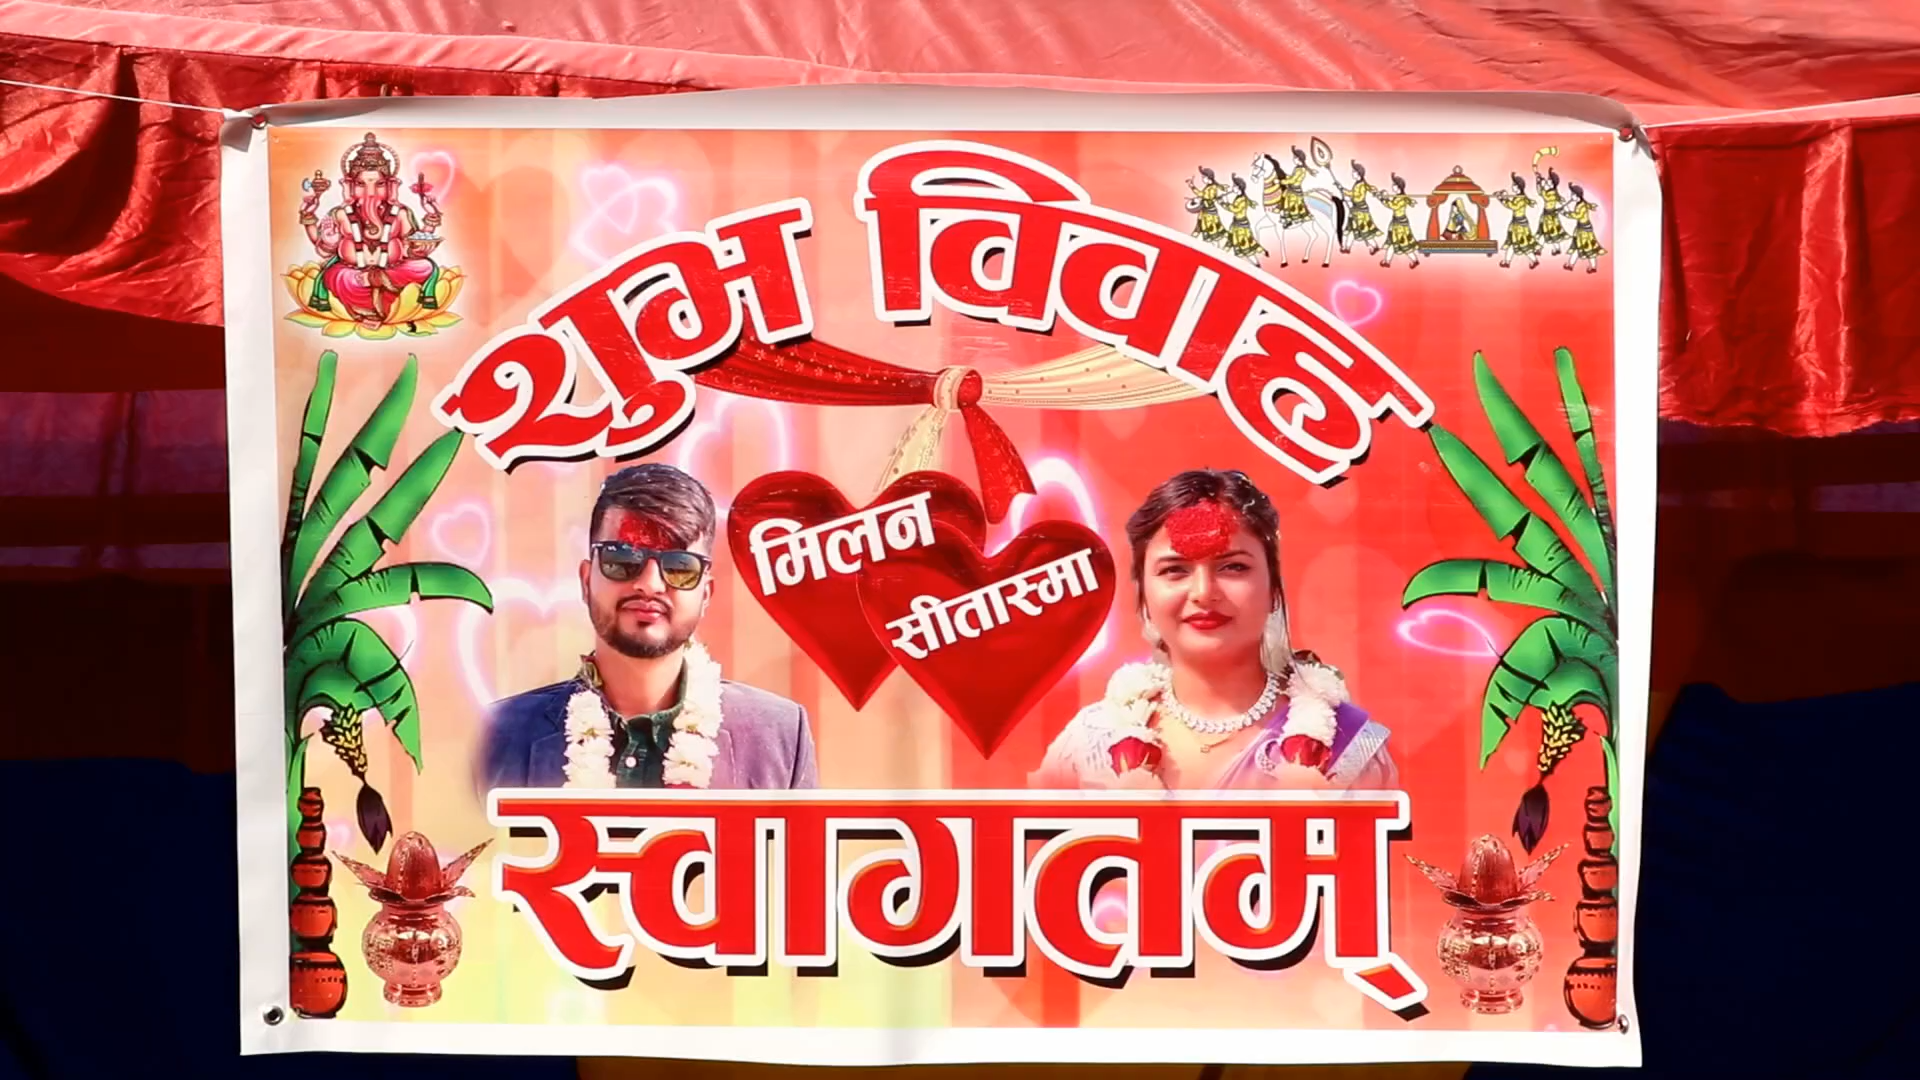 शुभ विवाह
मिलन
सीतास्मा
स्वागतम्